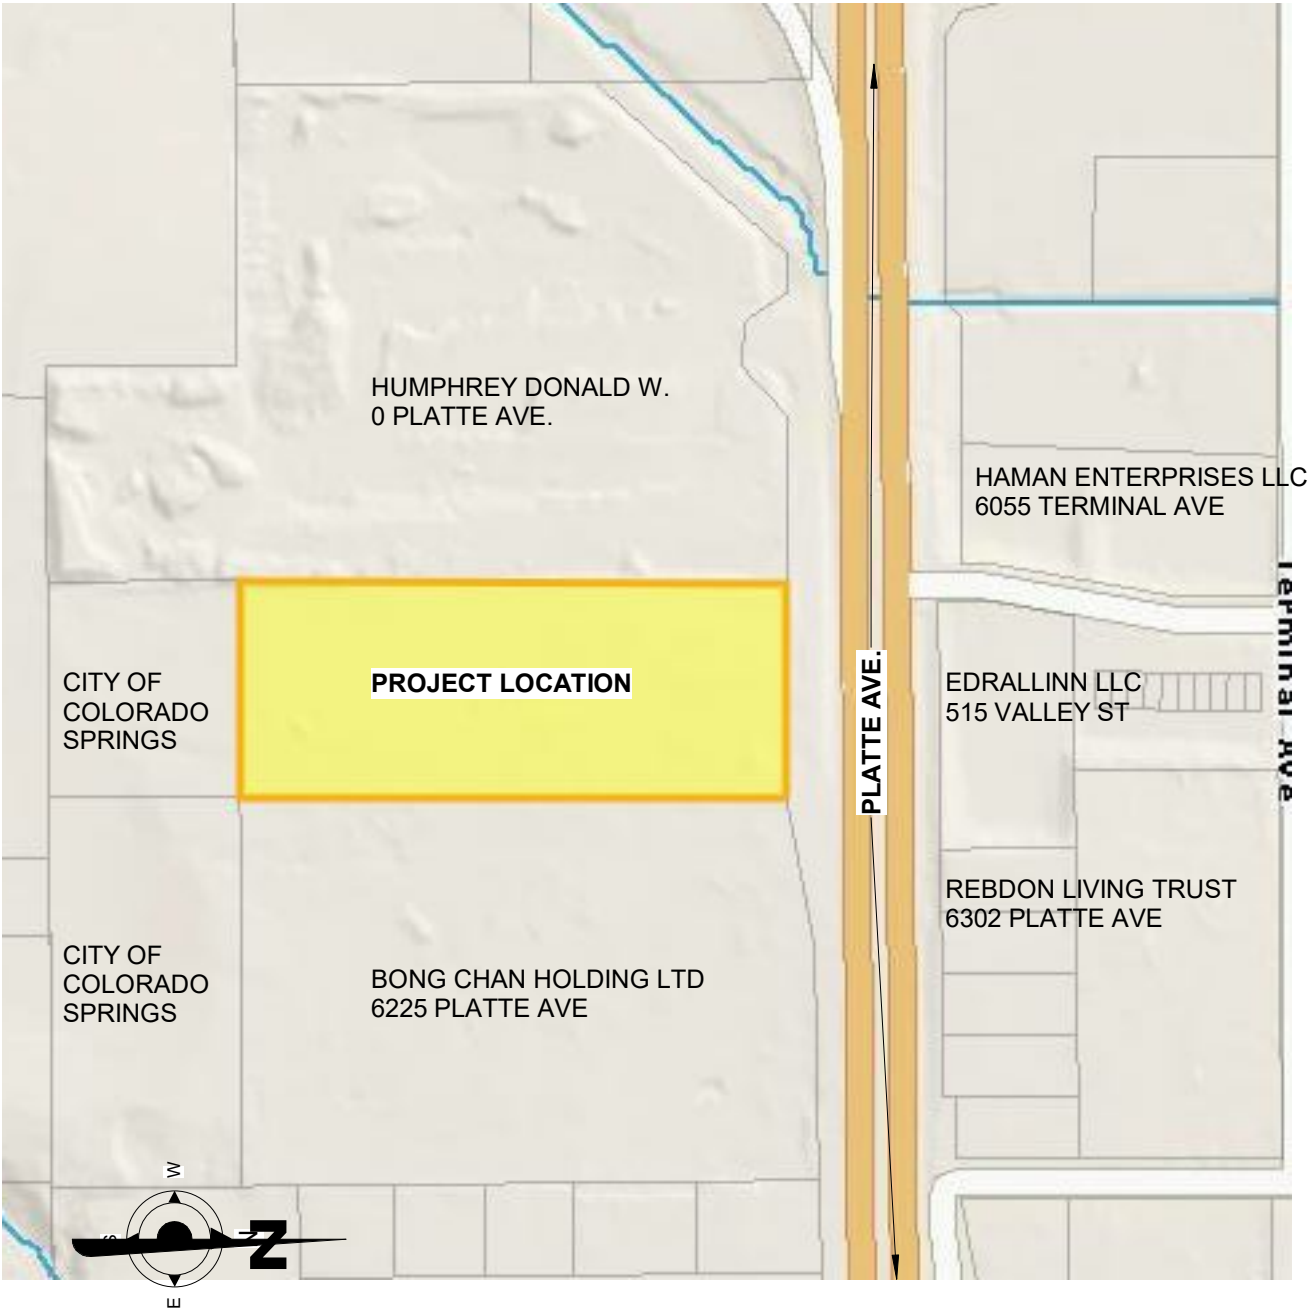 HUMPHREY DONALD W.
0 PLATTE AVE.
HAMAN ENTERPRISES LLC
6055 TERMINAL AVE
Terminal Ave
CITY OF
COLORADO
SPRINGS
PROJECT LOCATION
PLATTE AVE.
EDRALLINN LLC
515 VALLEY ST
REBDON LIVING TRUST
6302 PLATTE AVE
CITY OF
COLORADO
SPRINGS
BONG CHAN HOLDING LTD
6225 PLATTE AVE
W
S
N
N
E